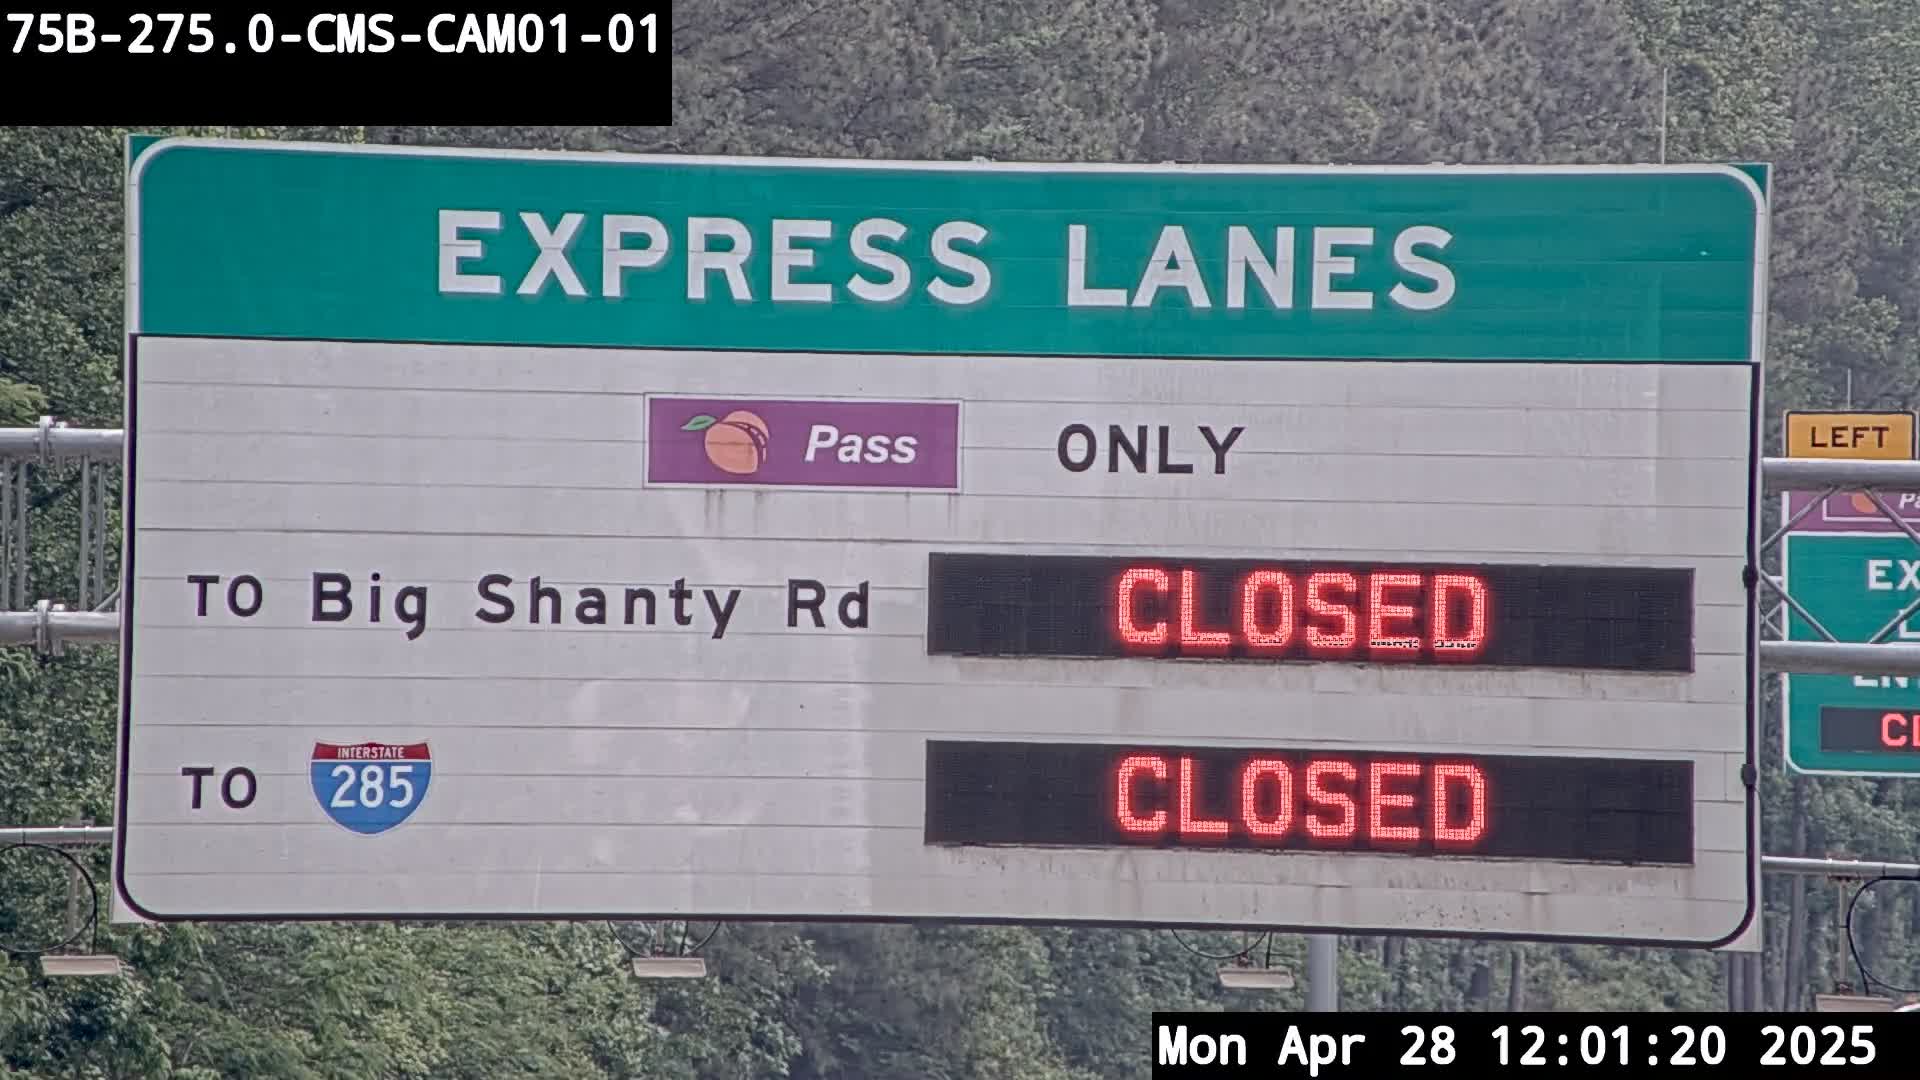 75B-275.0-CMS-CAM01-01
EXPRESS LANES
Pass ONLY
TO Big Shanty Rd CLOSED
TO INTERSTATE 285 CLOSED
LEFT
EX
Mon Apr 28 12:01:20 2025